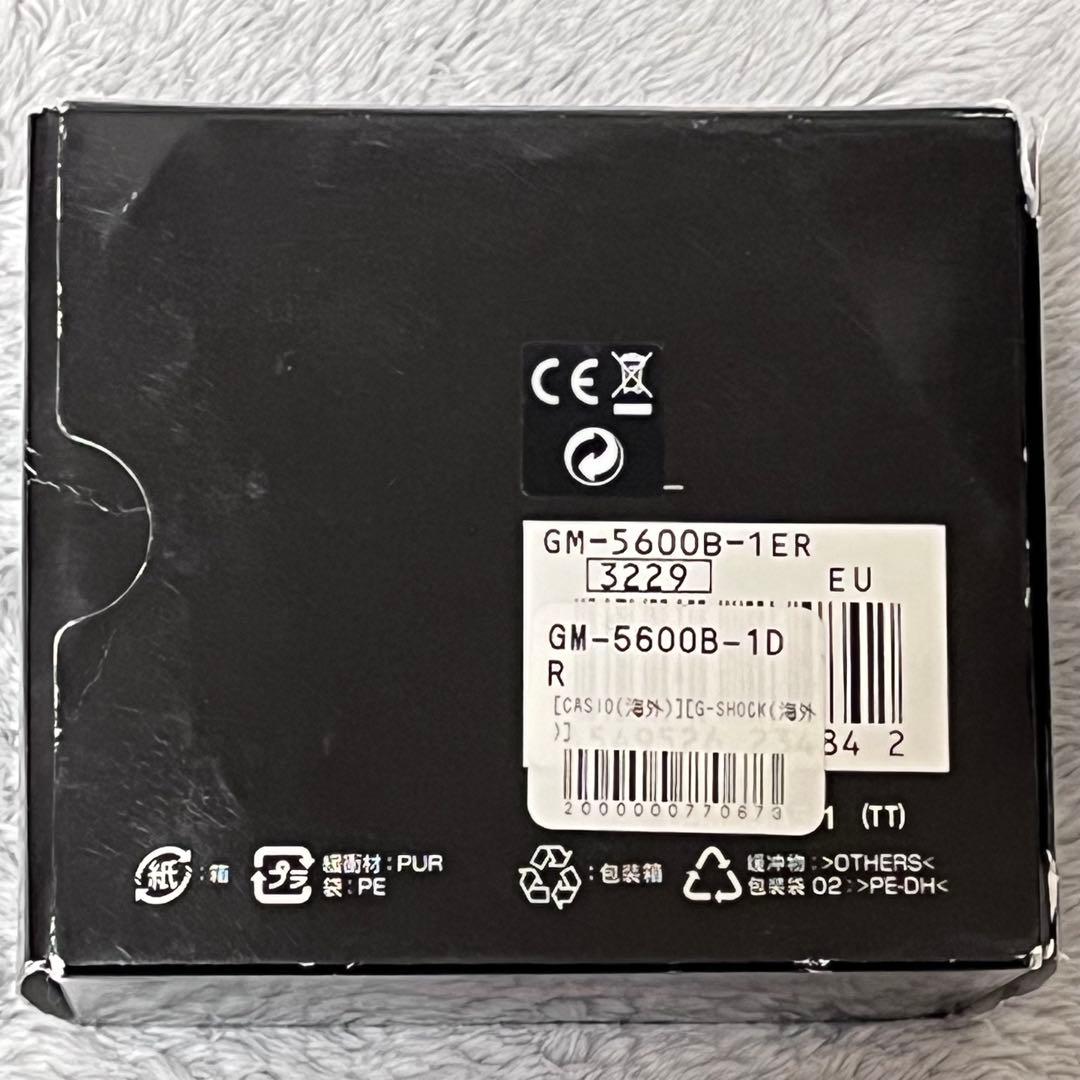 CE
GM-5600B-1ER
3229
EU
GM-5600B-1D
R
[CASIO(海外)][G-SHOCK(海外
)]
84 2
2000000770673
1 (TT)
紙:箱
プラ 緩衝材:PUR
袋:PE
:包装箱
缓冲物:>OTHERS<
包装袋 02:>PE-DH<